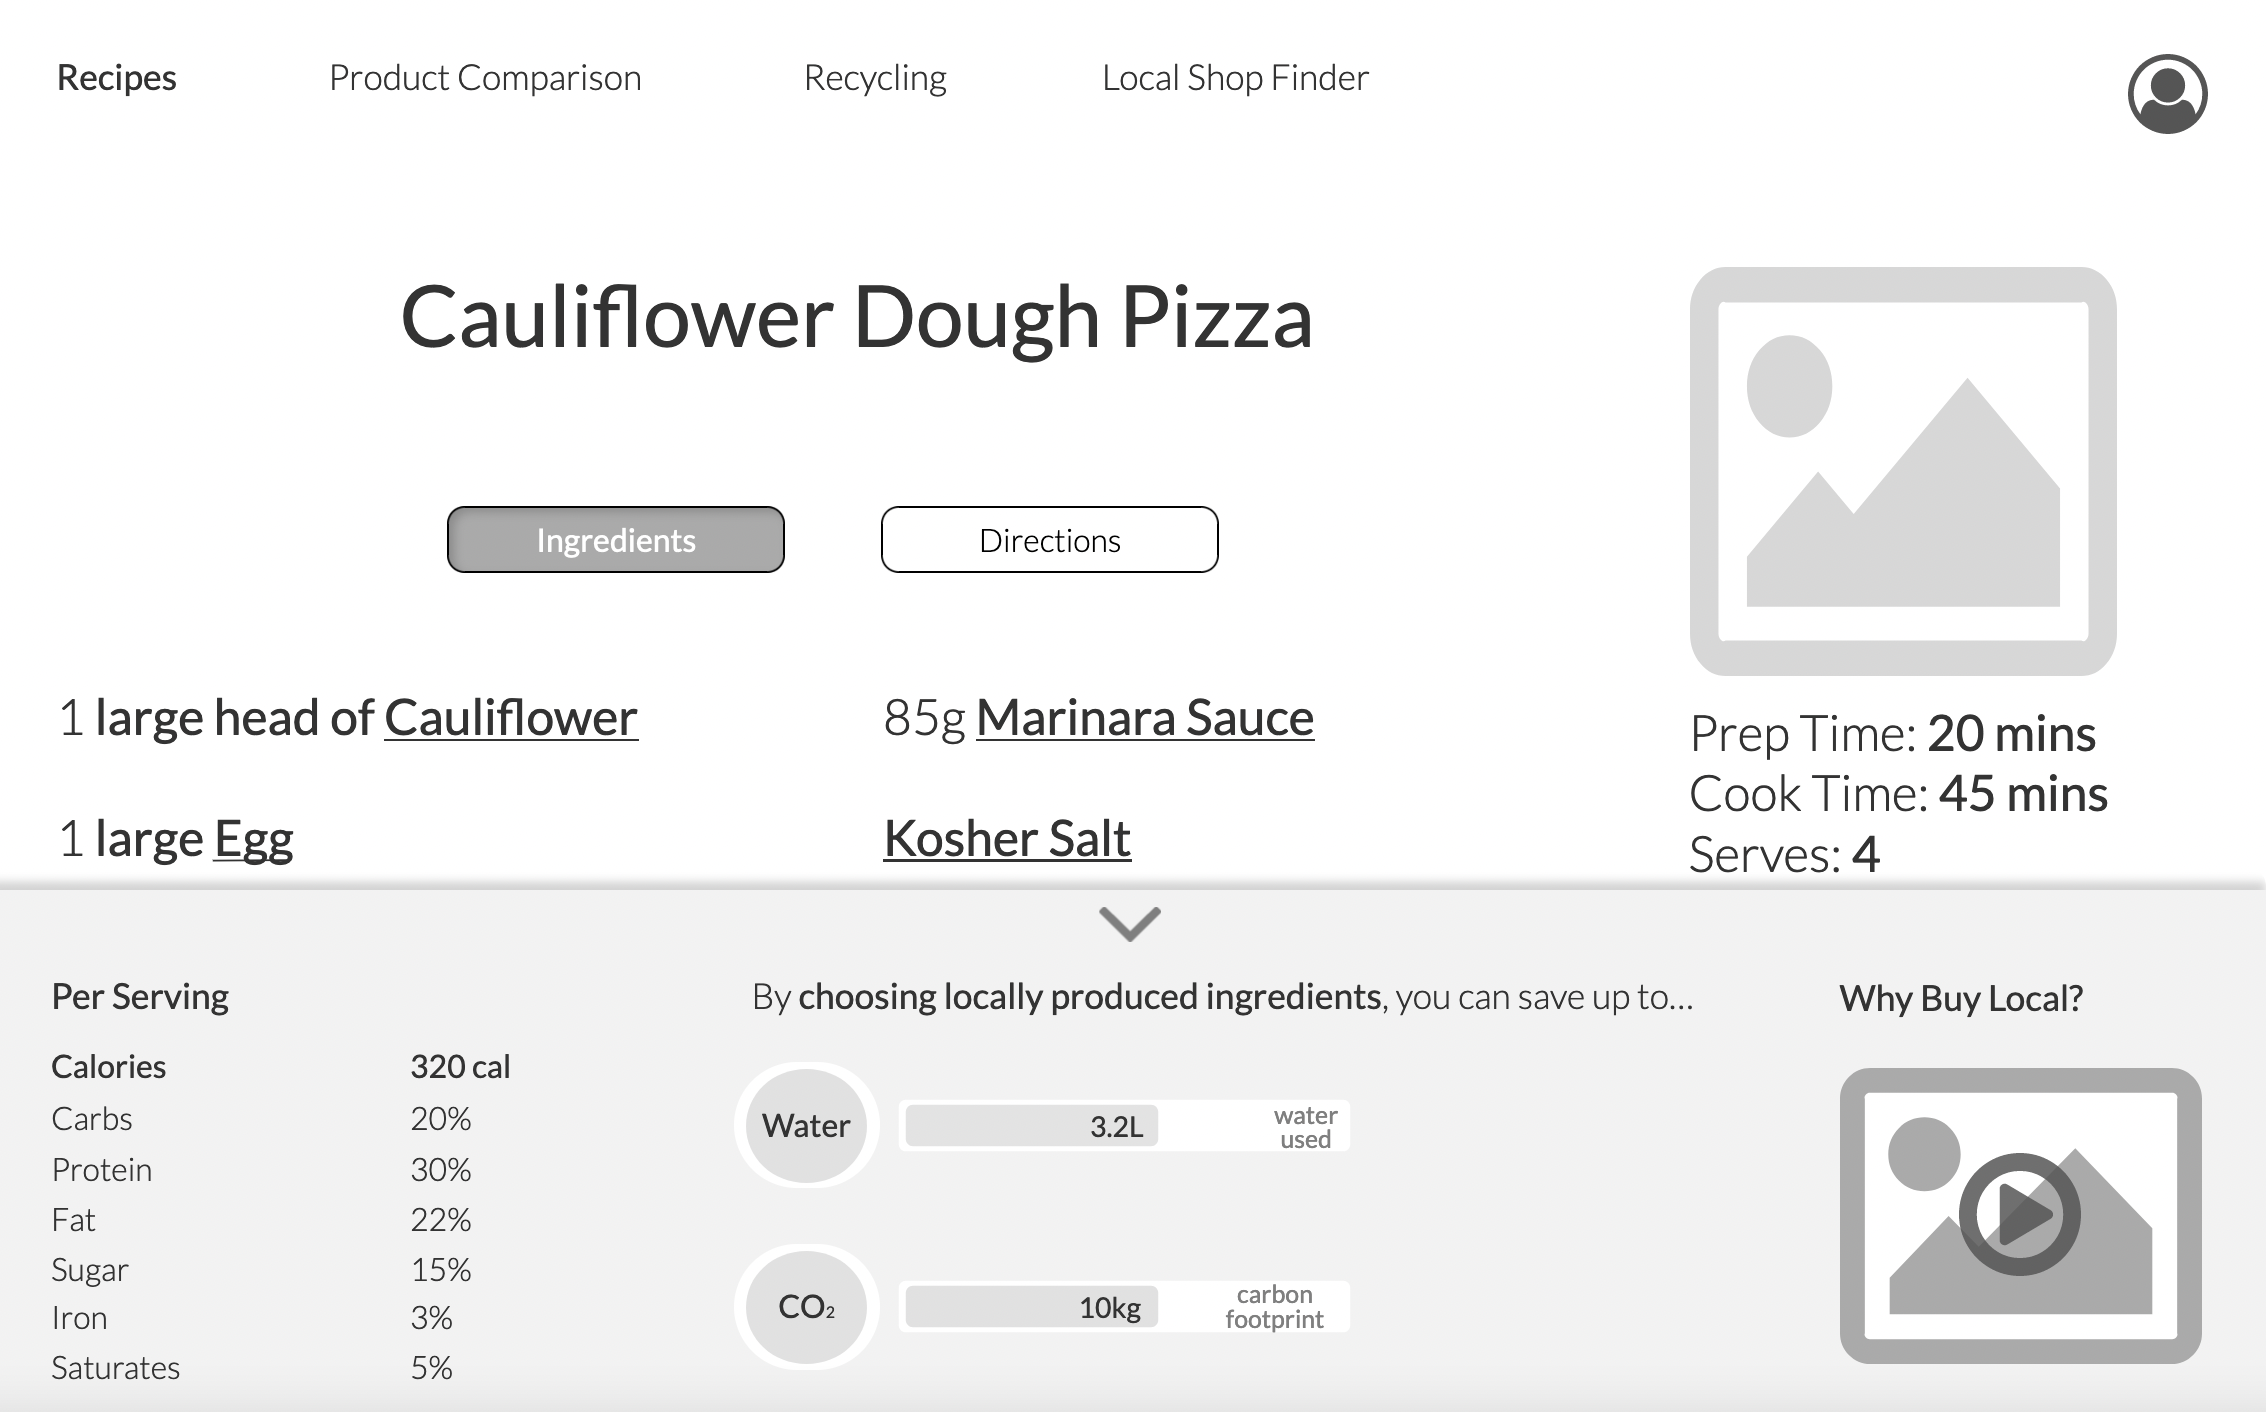 Recipes
Product Comparison
Recycling
Local Shop Finder
Cauliflower Dough Pizza
Ingredients
Directions
1 large head of Cauliflower
85g Marinara Sauce
1 large Egg
Kosher Salt
Prep Time: 20 mins
Cook Time: 45 mins
Serves: 4
Per Serving
Calories 320 cal
Carbs 20%
Protein 30%
Fat 22%
Sugar 15%
Iron 3%
Saturates 5%
By choosing locally produced ingredients, you can save up to...
Water
3.2L
water
used
CO₂
10kg
carbon
footprint
Why Buy Local?